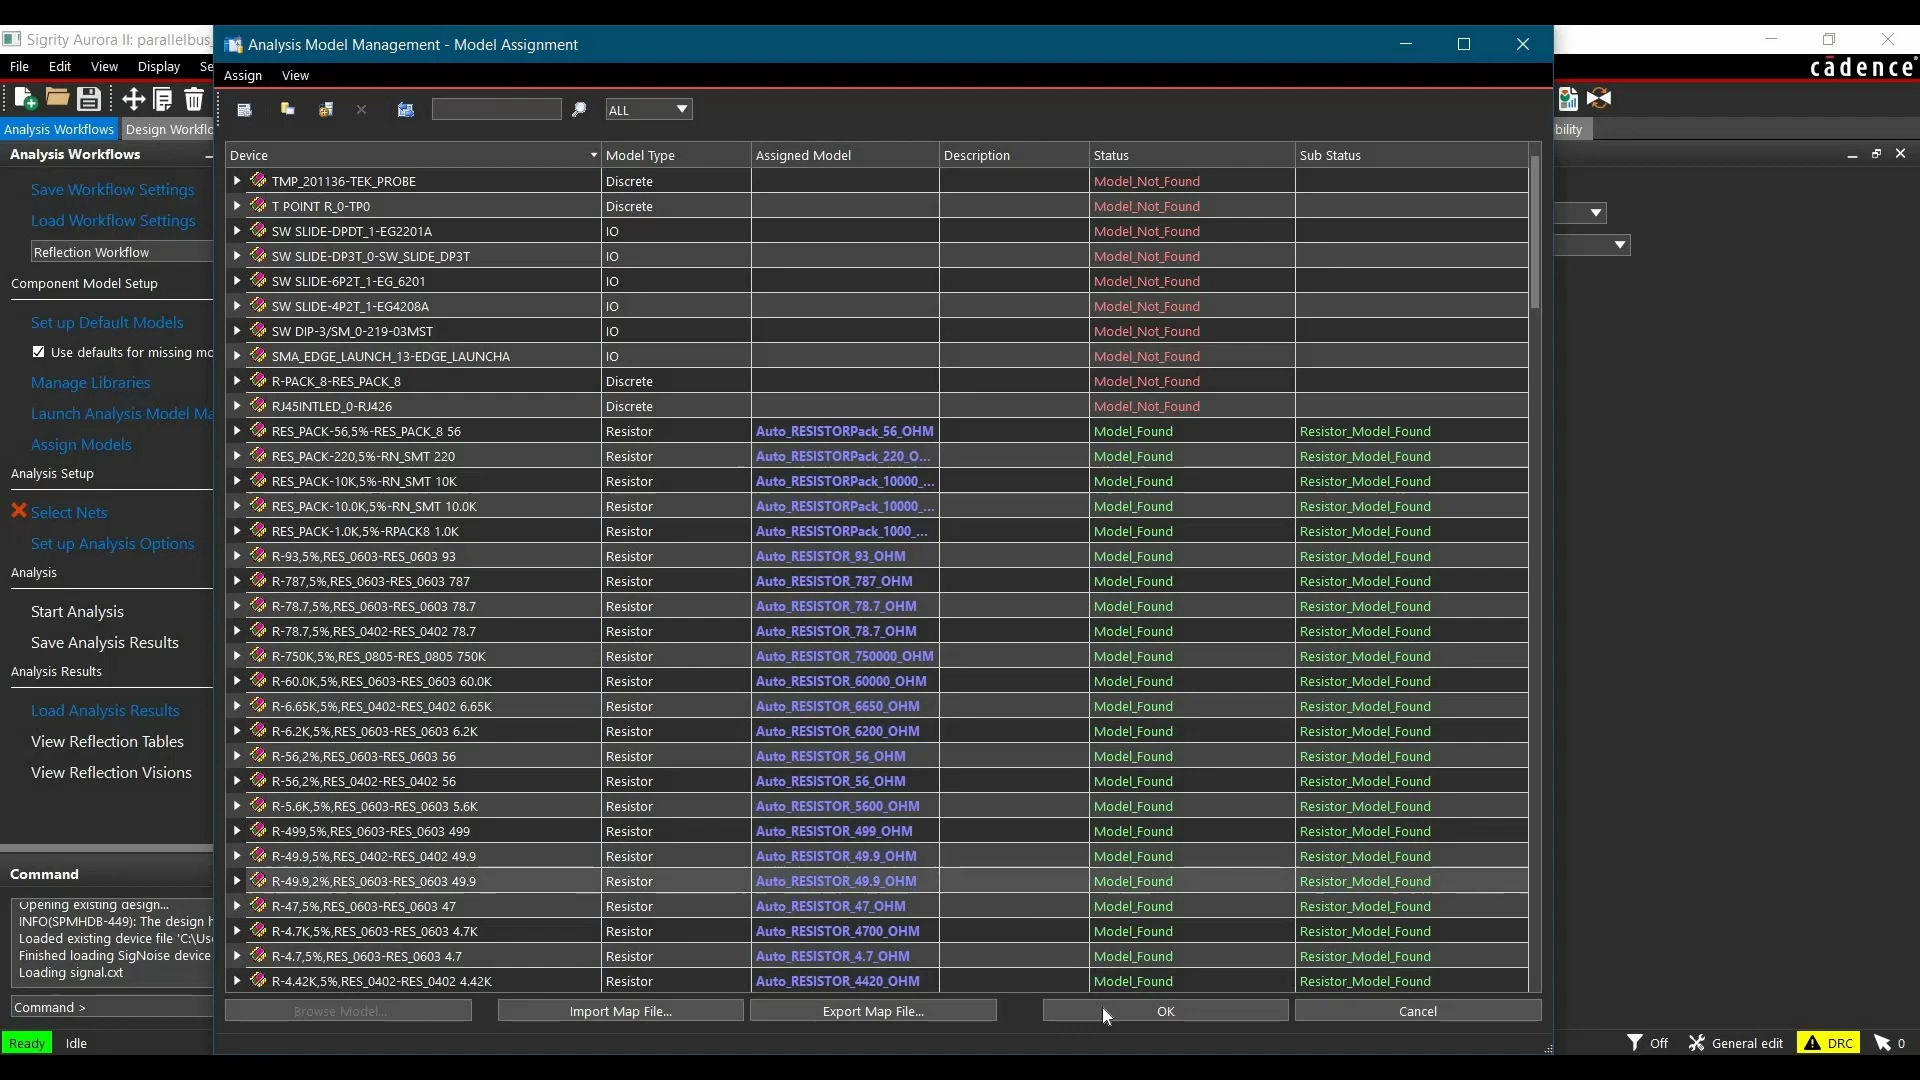 Sigrity Aurora II: parallelbus
Analysis Model Management - Model Assignment
File Edit View Display Se
cādence
Assign View
ALL
Analysis Workflows Design Workflo
bility
Analysis Workflows
Save Workflow Settings
Load Workflow Settings
Reflection Workflow
Component Model Setup
Set up Default Models
Use defaults for missing mo
Manage Libraries
Launch Analysis Model Ma
Assign Models
Analysis Setup
Select Nets
Set up Analysis Options
Analysis
Start Analysis
Save Analysis Results
Analysis Results
Load Analysis Results
View Reflection Tables
View Reflection Visions
Command
Opening existing design...
INFO(SPMHDB-449): The design h
Loaded existing device file 'C:\Use
Finished loading SigNoise device
Loading signal.cxt
Command >
Ready Idle
Device Model Type Assigned Model Description Status Sub Status
TMP_201136-TEK_PROBE Discrete Model_Not_Found
T POINT R_0-TP0 Discrete Model_Not_Found
SW SLIDE-DPDT_1-EG2201A IO Model_Not_Found
SW SLIDE-DP3T_0-SW_SLIDE_DP3T IO Model_Not_Found
SW SLIDE-6P2T_1-EG_6201 IO Model_Not_Found
SW SLIDE-4P2T_1-EG4208A IO Model_Not_Found
SW DIP-3/SM_0-219-03MST IO Model_Not_Found
SMA_EDGE_LAUNCH_13-EDGE_LAUNCHA IO Model_Not_Found
R-PACK_8-RES_PACK_8 Discrete Model_Not_Found
RJ45INTLED_0-RJ426 Discrete Model_Not_Found
RES_PACK-56,5%-RES_PACK_8 56 Resistor Auto_RESISTORPack_56_OHM Model_Found Resistor_Model_Found
RES_PACK-220,5%-RN_SMT 220 Resistor Auto_RESISTORPack_220_O... Model_Found Resistor_Model_Found
RES_PACK-10K,5%-RN_SMT 10K Resistor Auto_RESISTORPack_10000_... Model_Found Resistor_Model_Found
RES_PACK-10.0K,5%-RN_SMT 10.0K Resistor Auto_RESISTORPack_10000_... Model_Found Resistor_Model_Found
RES_PACK-1.0K,5%-RPACK8 1.0K Resistor Auto_RESISTORPack_1000_... Model_Found Resistor_Model_Found
R-93,5%,RES_0603-RES_0603 93 Resistor Auto_RESISTOR_93_OHM Model_Found Resistor_Model_Found
R-787,5%,RES_0603-RES_0603 787 Resistor Auto_RESISTOR_787_OHM Model_Found Resistor_Model_Found
R-78.7,5%,RES_0603-RES_0603 78.7 Resistor Auto_RESISTOR_78.7_OHM Model_Found Resistor_Model_Found
R-78.7,5%,RES_0402-RES_0402 78.7 Resistor Auto_RESISTOR_78.7_OHM Model_Found Resistor_Model_Found
R-750K,5%,RES_0805-RES_0805 750K Resistor Auto_RESISTOR_750000_OHM Model_Found Resistor_Model_Found
R-60.0K,5%,RES_0603-RES_0603 60.0K Resistor Auto_RESISTOR_60000_OHM Model_Found Resistor_Model_Found
R-6.65K,5%,RES_0402-RES_0402 6.65K Resistor Auto_RESISTOR_6650_OHM Model_Found Resistor_Model_Found
R-6.2K,5%,RES_0603-RES_0603 6.2K Resistor Auto_RESISTOR_6200_OHM Model_Found Resistor_Model_Found
R-56,2%,RES_0603-RES_0603 56 Resistor Auto_RESISTOR_56_OHM Model_Found Resistor_Model_Found
R-56,2%,RES_0402-RES_0402 56 Resistor Auto_RESISTOR_56_OHM Model_Found Resistor_Model_Found
R-5.6K,5%,RES_0603-RES_0603 5.6K Resistor Auto_RESISTOR_5600_OHM Model_Found Resistor_Model_Found
R-499,5%,RES_0603-RES_0603 499 Resistor Auto_RESISTOR_499_OHM Model_Found Resistor_Model_Found
R-49.9,5%,RES_0402-RES_0402 49.9 Resistor Auto_RESISTOR_49.9_OHM Model_Found Resistor_Model_Found
R-49.9,2%,RES_0603-RES_0603 49.9 Resistor Auto_RESISTOR_49.9_OHM Model_Found Resistor_Model_Found
R-47,5%,RES_0603-RES_0603 47 Resistor Auto_RESISTOR_47_OHM Model_Found Resistor_Model_Found
R-4.7K,5%,RES_0603-RES_0603 4.7K Resistor Auto_RESISTOR_4700_OHM Model_Found Resistor_Model_Found
R-4.7,5%,RES_0603-RES_0603 4.7 Resistor Auto_RESISTOR_4.7_OHM Model_Found Resistor_Model_Found
R-4.42K,5%,RES_0402-RES_0402 4.42K Resistor Auto_RESISTOR_4420_OHM Model_Found Resistor_Model_Found
Browse Model... Import Map File... Export Map File... OK Cancel
Off General edit DRC 0